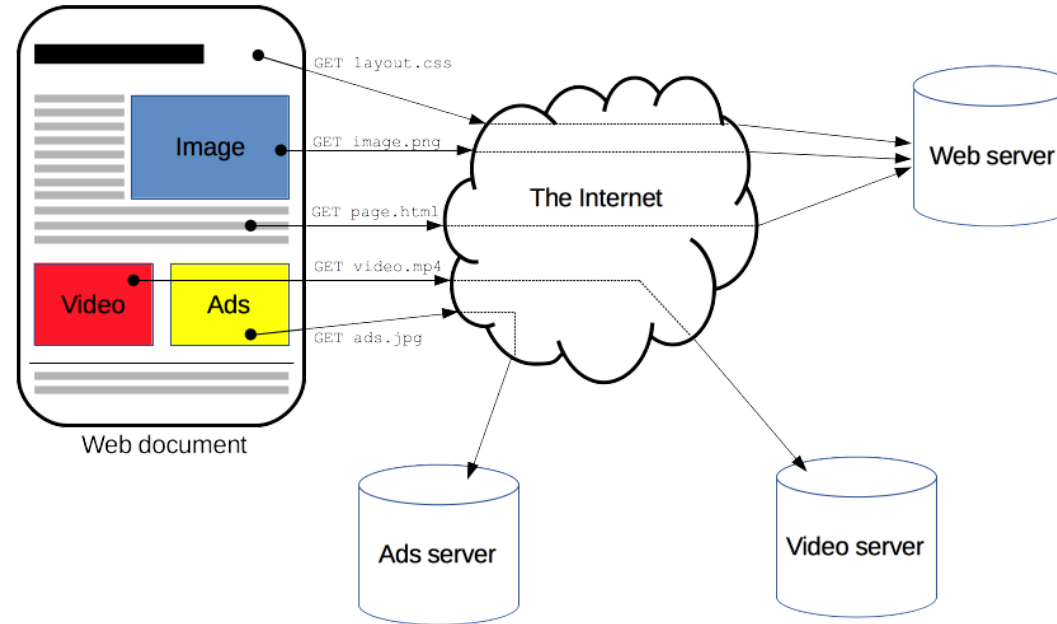 GET layout.css
Image
GET image.png
Web server
The Internet
GET page.html
GET video.mp4
Video
Ads
GET ads.jpg
Web document
Ads server
Video server